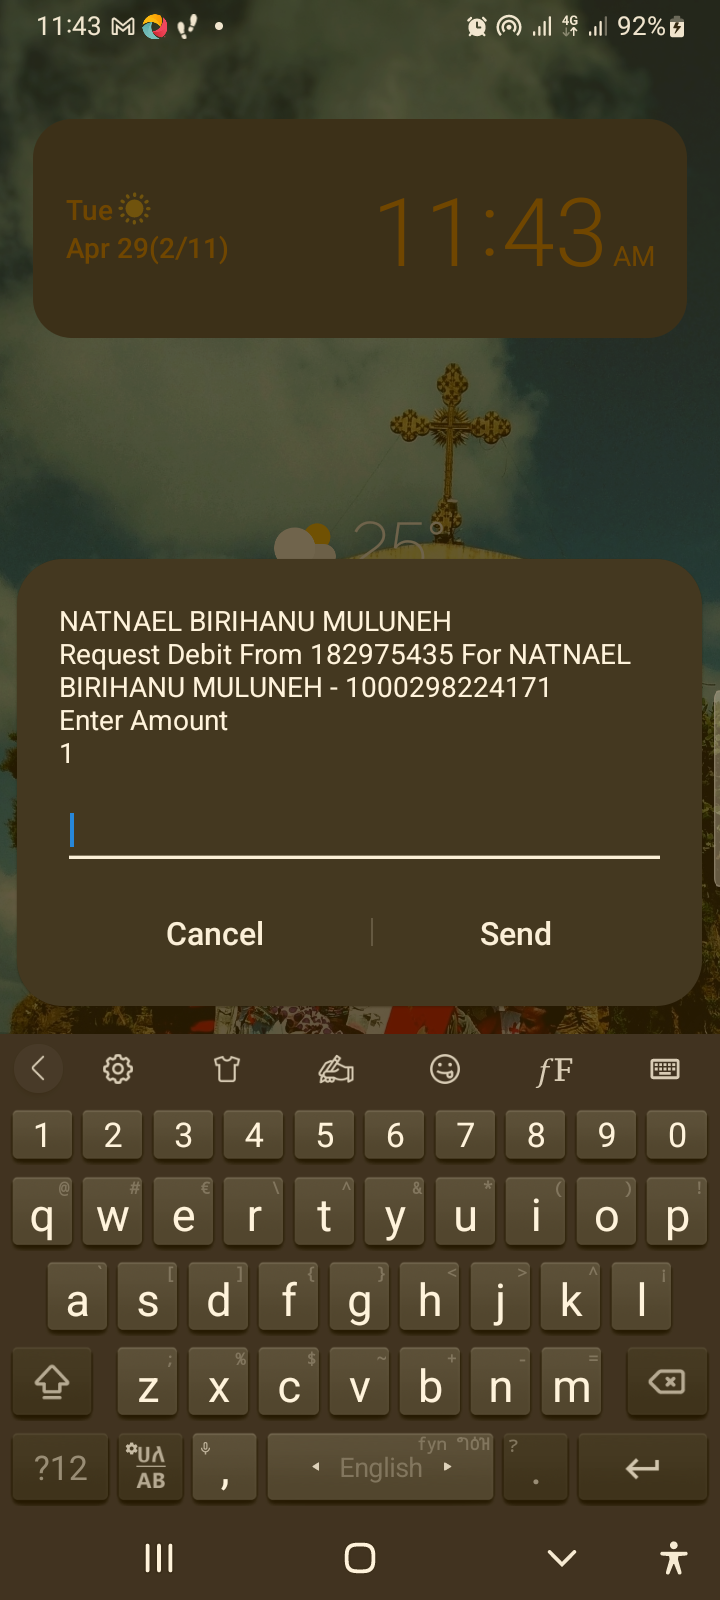 11:43
4G
92%
Tue
Apr 29(2/11)
11:43 AM
25°
NATNAEL BIRIHANU MULUNEH
Request Debit From 182975435 For NATNAEL
BIRIHANU MULUNEH - 1000298224171
Enter Amount
1
Cancel
Send
fF
1 2 3 4 5 6 7 8 9 0
@ # € \ ^ & * ( ) !
q w e r t y u i o p
` [ ] { } < > ^ ¡
a s d f g h j k l
; % $ ~ + - =
z x c v b n m
fyn ?
?12 AB , English .